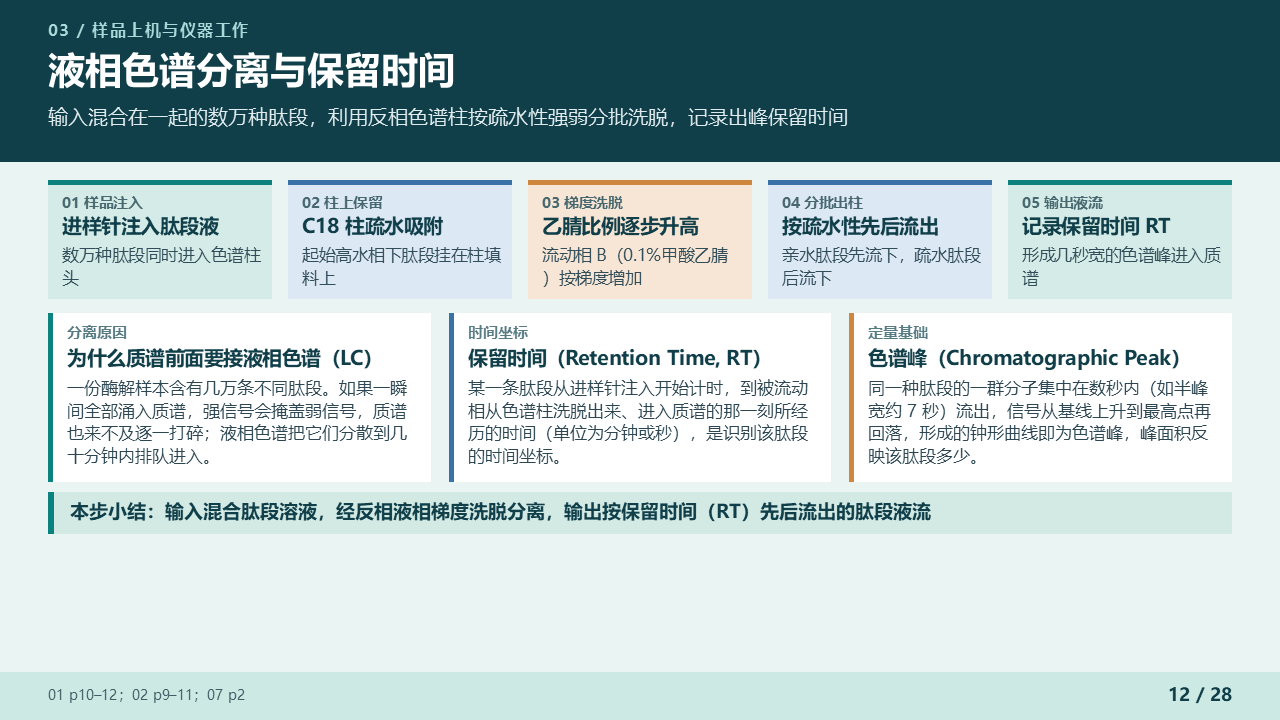 03 / 样品上机与仪器工作
液相色谱分离与保留时间
输入混合在一起的数万种肽段，利用反相色谱柱按疏水性强弱分批洗脱，记录出峰保留时间
01 样品注入
进样针注入肽段液
数万种肽段同时进入色谱柱
头
02 柱上保留
C18 柱疏水吸附
起始高水相下肽段挂在柱填
料上
03 梯度洗脱
乙腈比例逐步升高
流动相 B（0.1%甲酸乙腈
）按梯度增加
04 分批出柱
按疏水性先后流出
亲水肽段先流下，疏水肽段
后流下
05 输出液流
记录保留时间 RT
形成几秒宽的色谱峰进入质
谱
分离原因
为什么质谱前面要接液相色谱（LC）
一份酶解样本含有几万条不同肽段。如果一瞬
间全部涌入质谱，强信号会掩盖弱信号，质谱
也来不及逐一打碎；液相色谱把它们分散到几
十分钟内排队进入。
时间坐标
保留时间（Retention Time, RT）
某一条肽段从进样针注入开始计时，到被流动
相从色谱柱洗脱出来、进入质谱的那一刻所经
历的时间（单位为分钟或秒），是识别该肽段
的时间坐标。
定量基础
色谱峰（Chromatographic Peak）
同一种肽段的一群分子集中在数秒内（如半峰
宽约 7 秒）流出，信号从基线上升到最高点再
回落，形成的钟形曲线即为色谱峰，峰面积反
映该肽段多少。
本步小结：输入混合肽段溶液，经反相液相梯度洗脱分离，输出按保留时间（RT）先后流出的肽段液流
01 p10–12；02 p9–11；07 p2
12 / 28